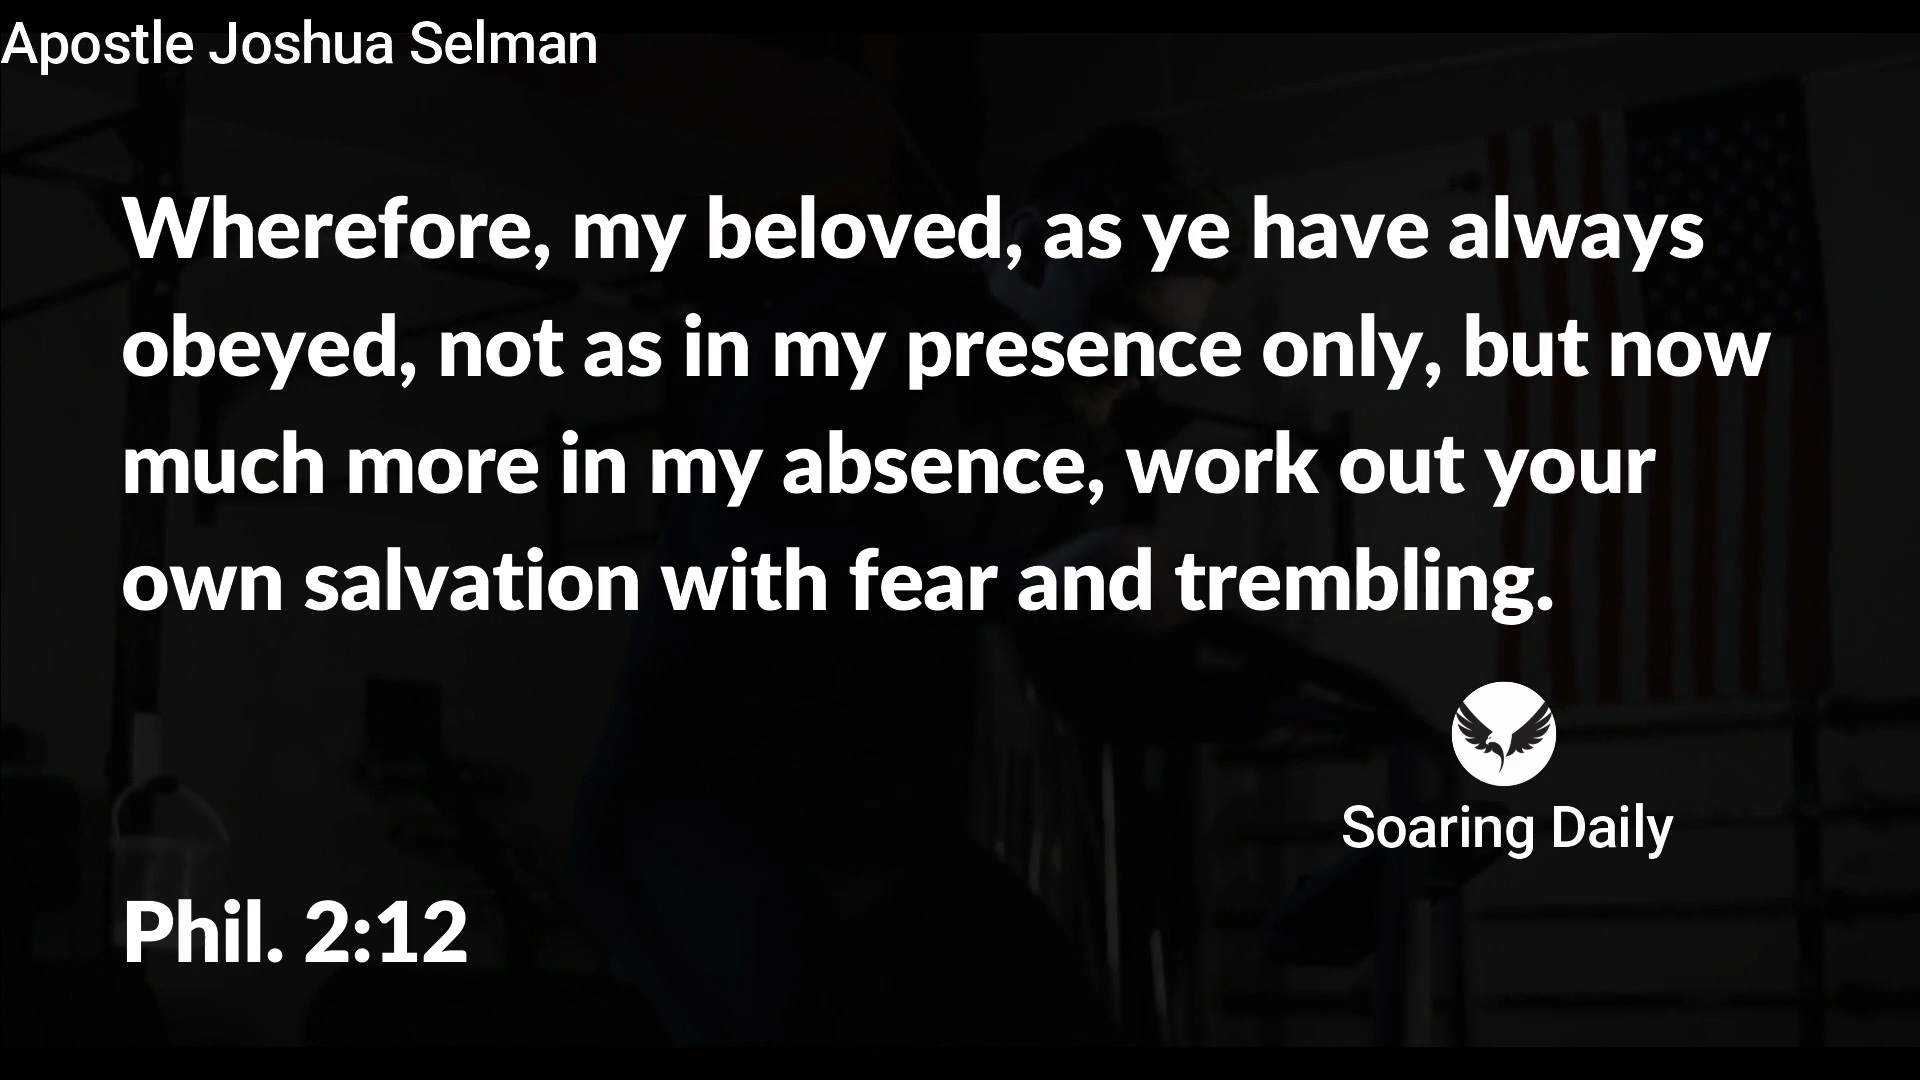 Apostle Joshua Selman
Wherefore, my beloved, as ye have always
obeyed, not as in my presence only, but now
much more in my absence, work out your
own salvation with fear and trembling.
Soaring Daily
Phil. 2:12